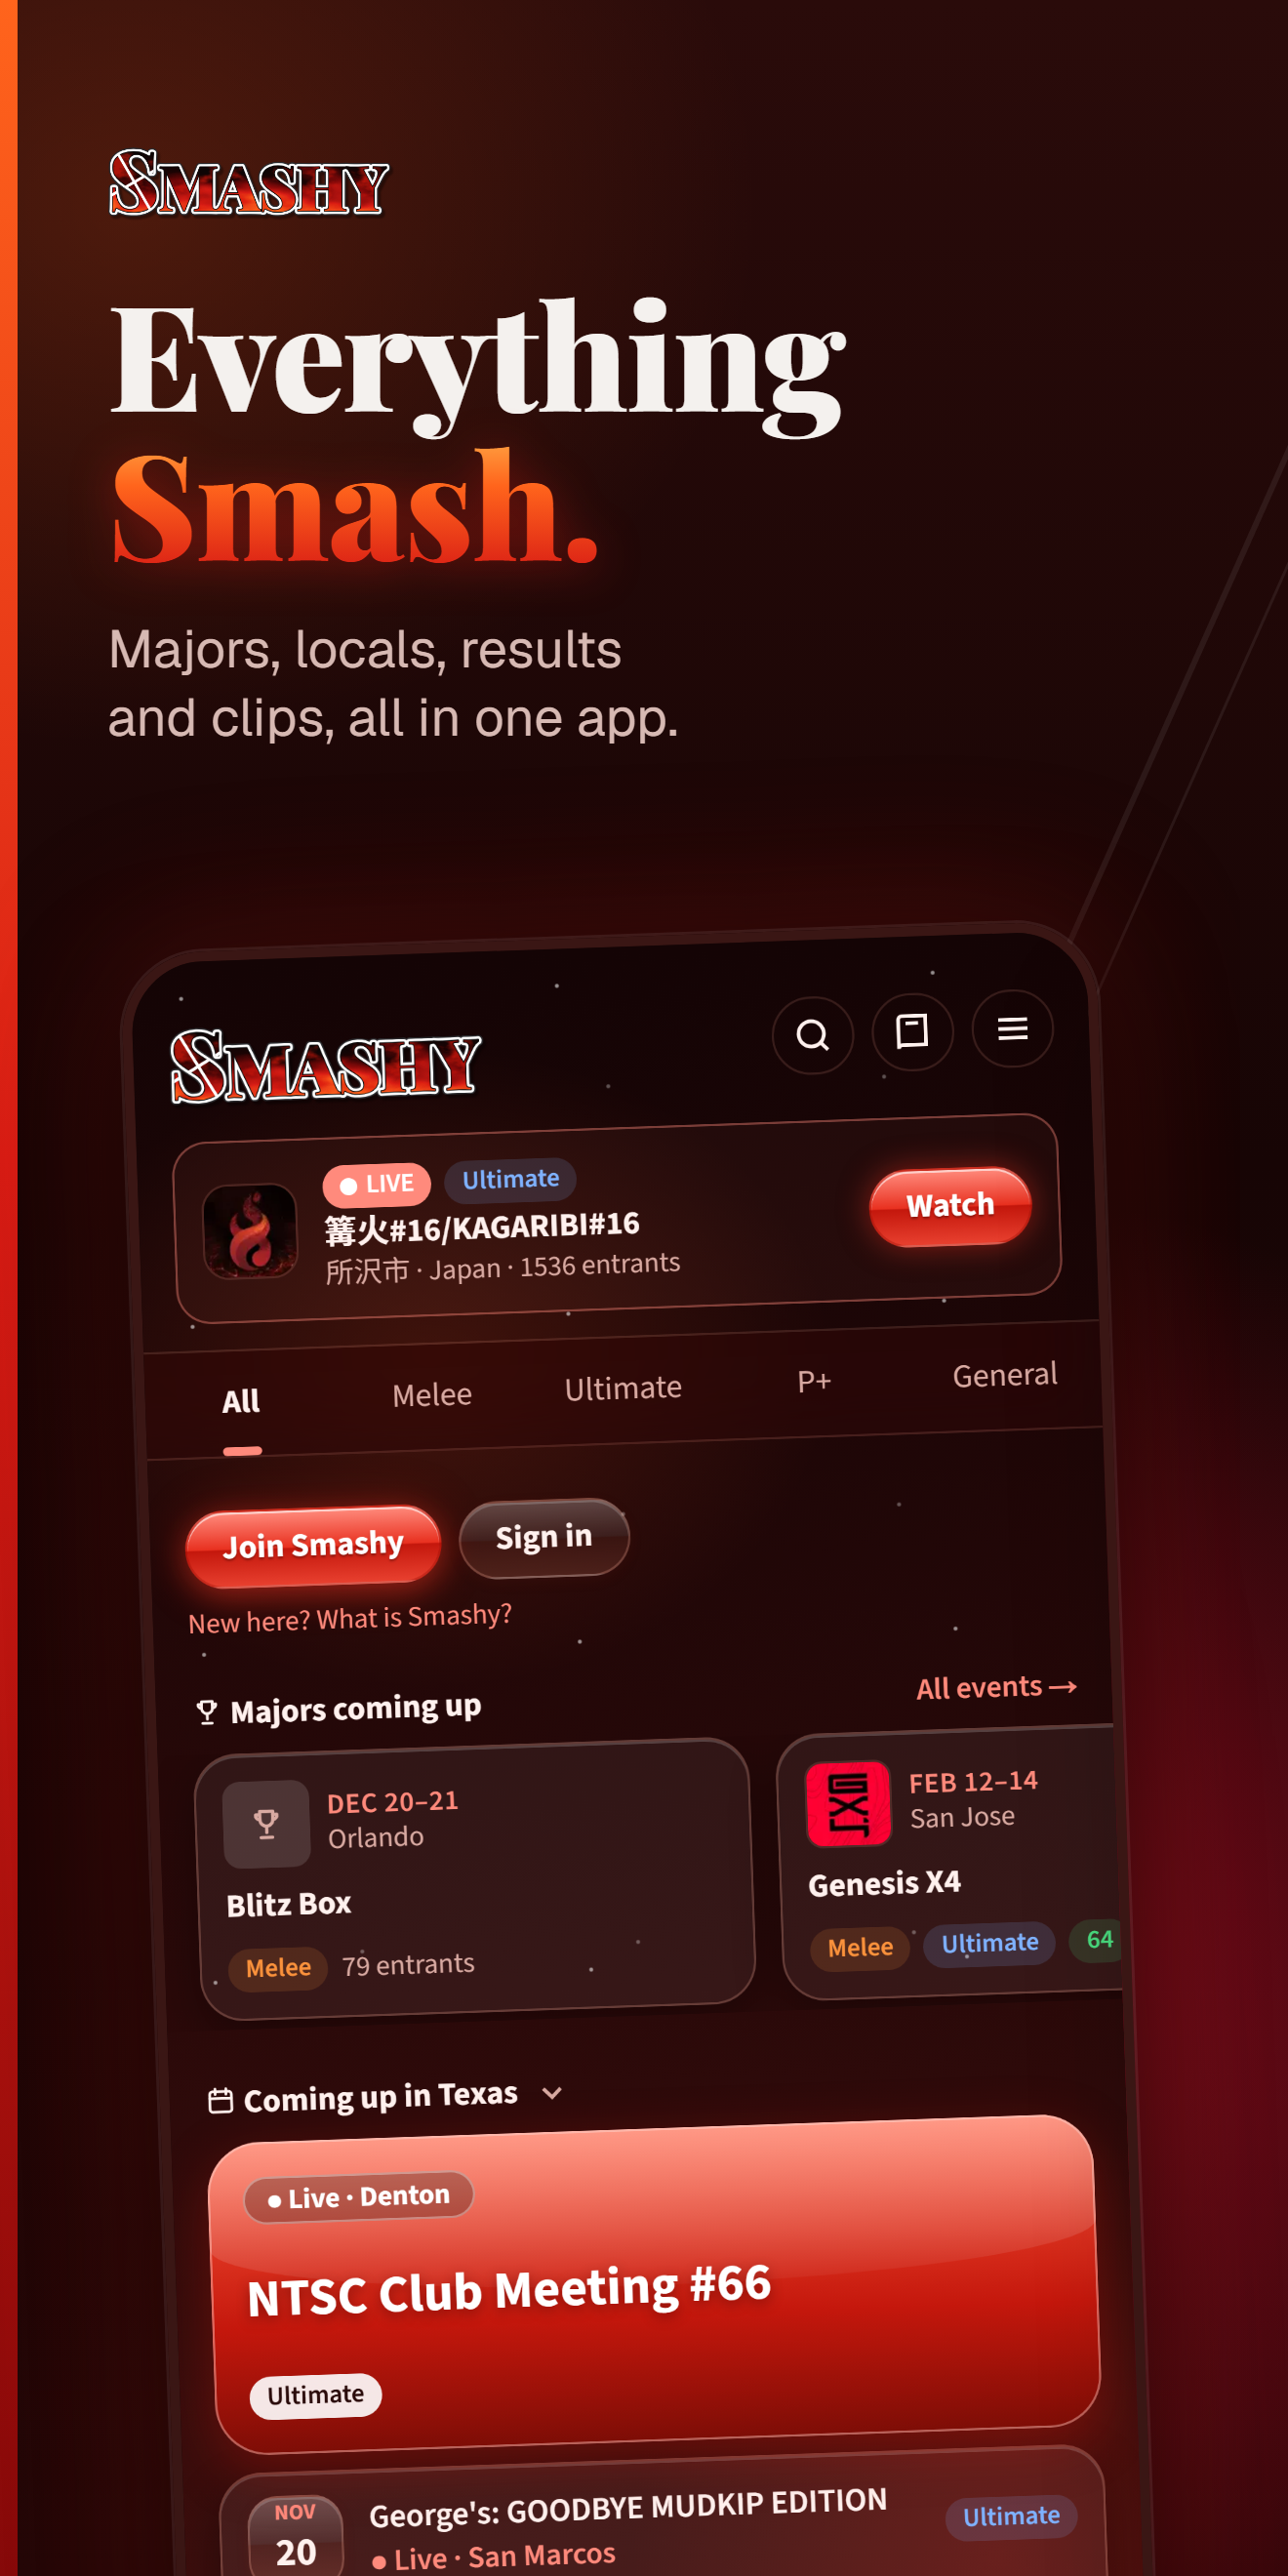 SMASHY
Everything
Smash.
Majors, locals, results
and clips, all in one app.
SMASHY
LIVE Ultimate
篝火#16/KAGARIBI#16
所沢市 · Japan · 1536 entrants
Watch
All Melee Ultimate P+ General
Join Smashy Sign in
New here? What is Smashy?
Majors coming up All events →
DEC 20–21
Orlando
Blitz Box
Melee 79 entrants
FEB 12–14
San Jose
Genesis X4
Melee Ultimate 64
Coming up in Texas
Live · Denton
NTSC Club Meeting #66
Ultimate
NOV
20
George's: GOODBYE MUDKIP EDITION
Live · San Marcos
Ultimate